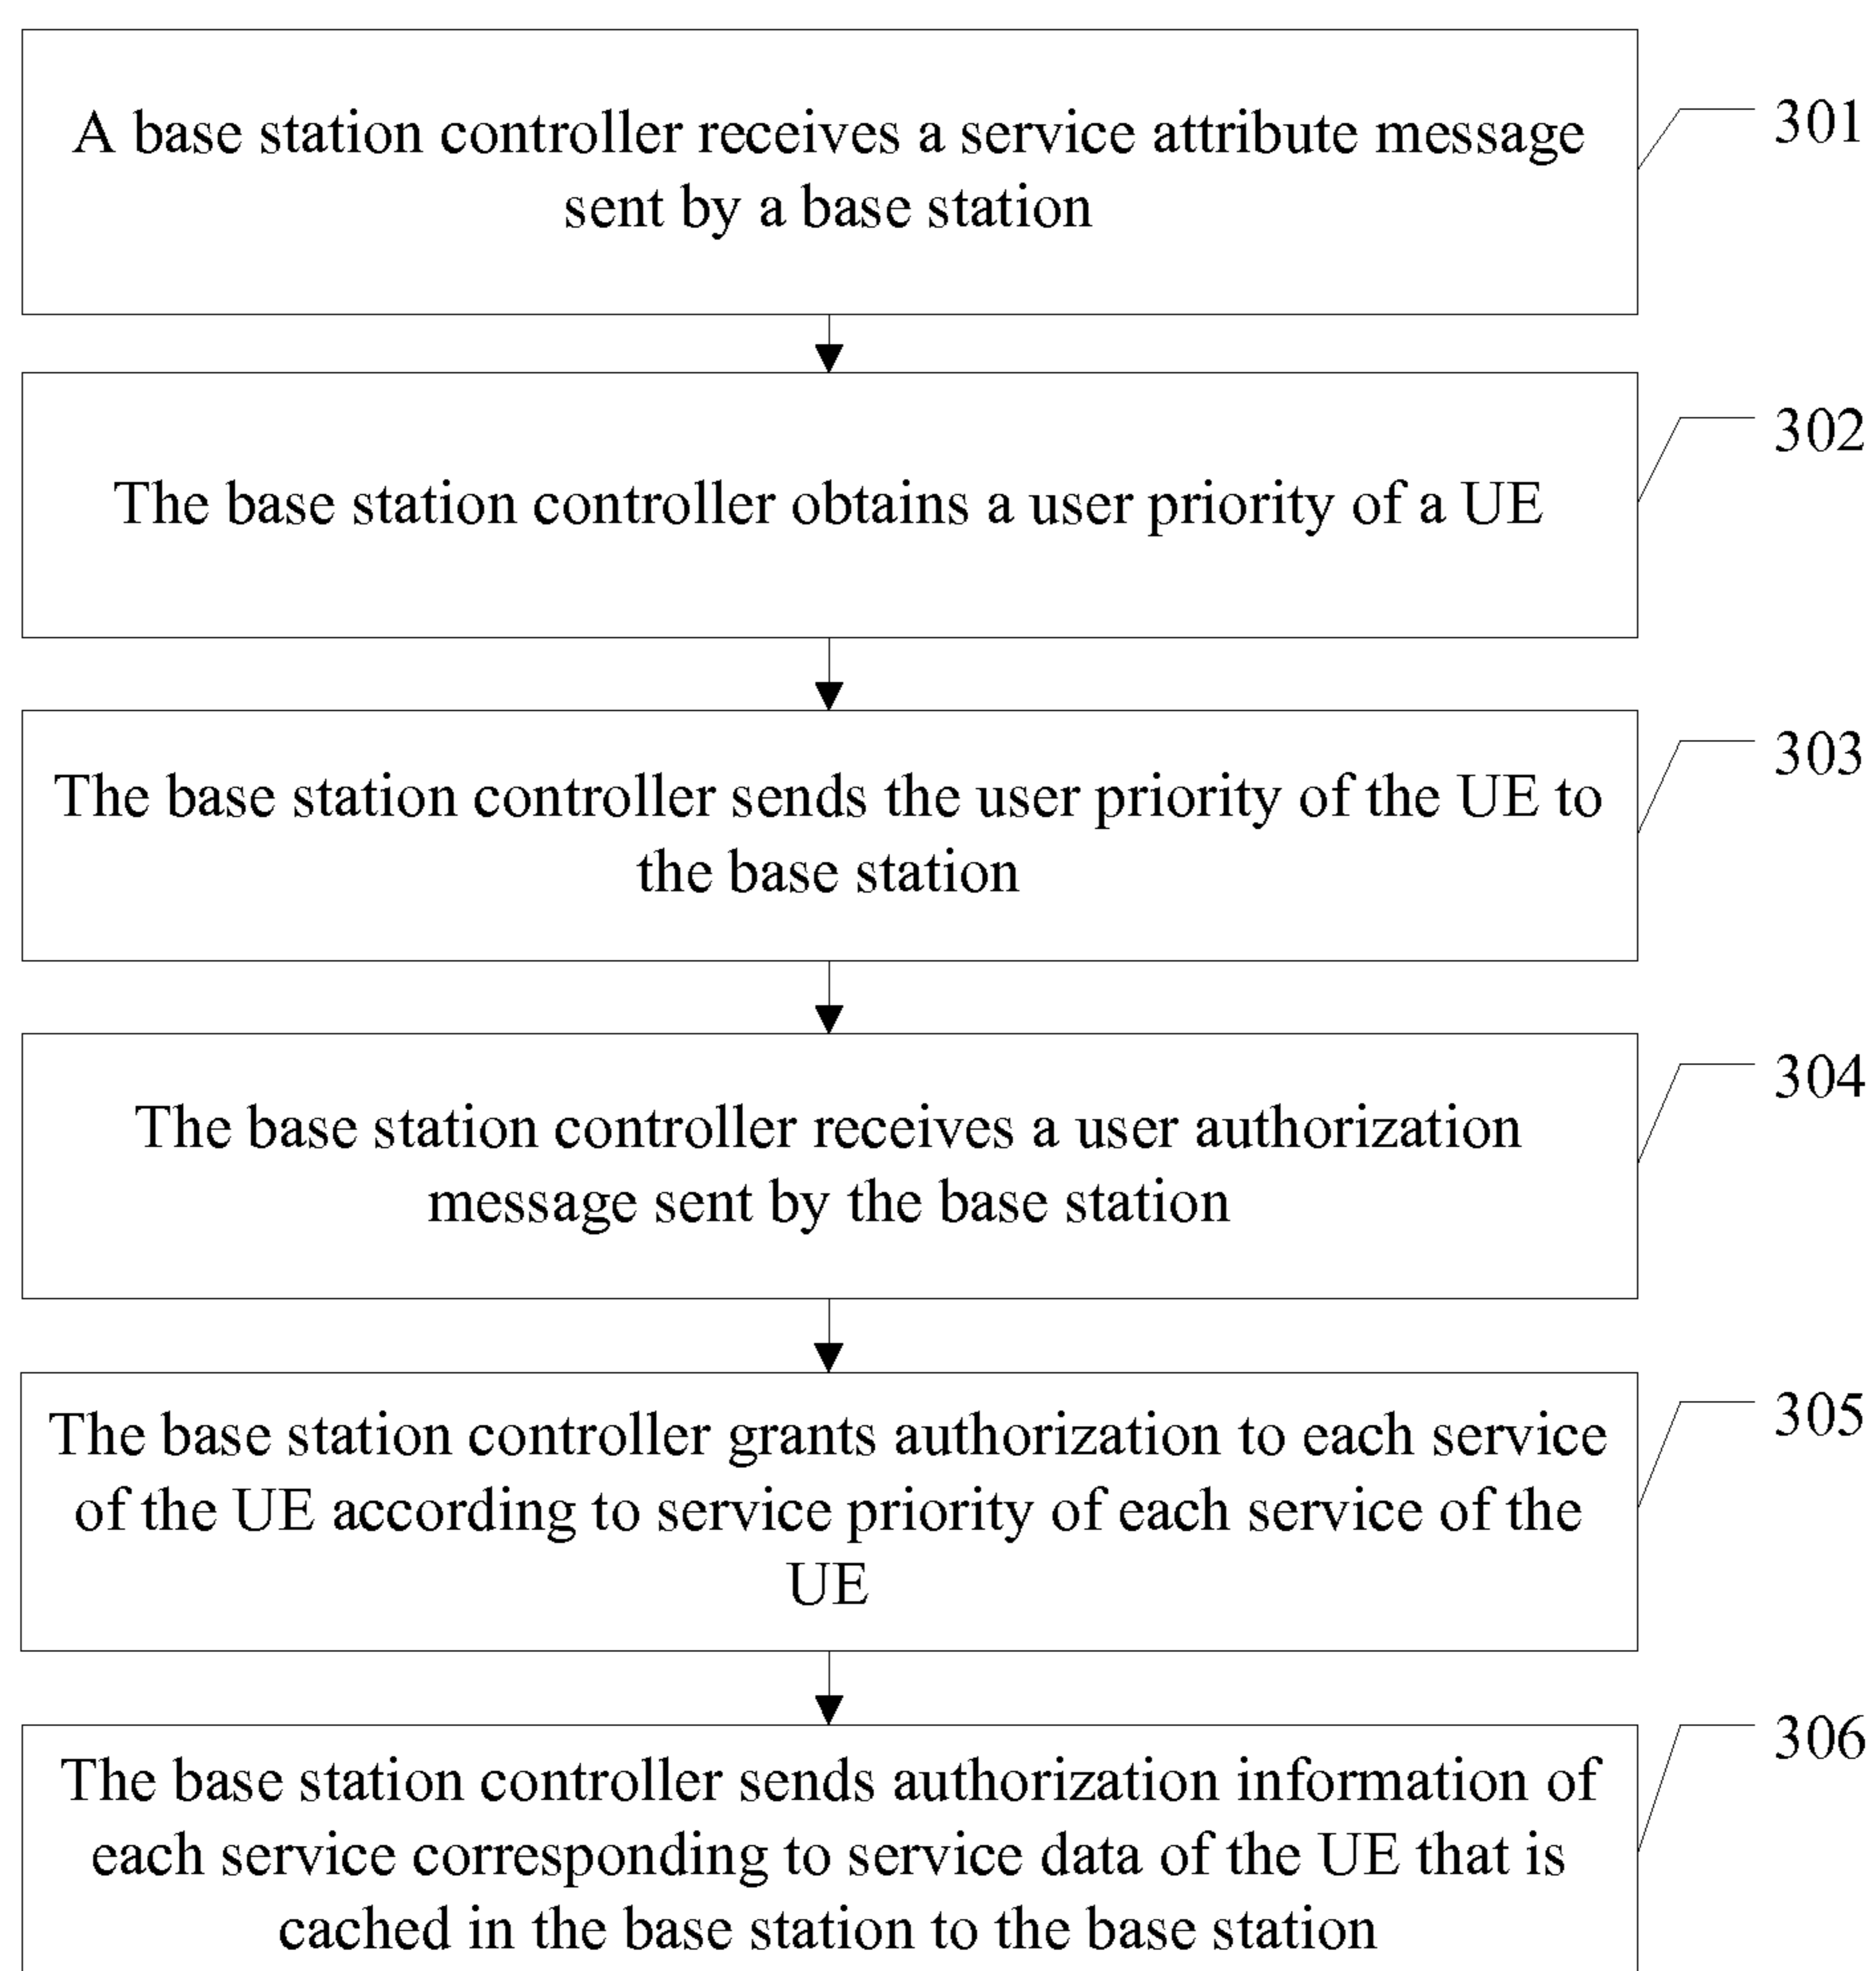 A base station controller receives a service attribute message
sent by a base station
301
The base station controller obtains a user priority of a UE
302
The base station controller sends the user priority of the UE to
the base station
303
The base station controller receives a user authorization
message sent by the base station
304
The base station controller grants authorization to each service
of the UE according to service priority of each service of the
UE
305
The base station controller sends authorization information of
each service corresponding to service data of the UE that is
cached in the base station to the base station
306